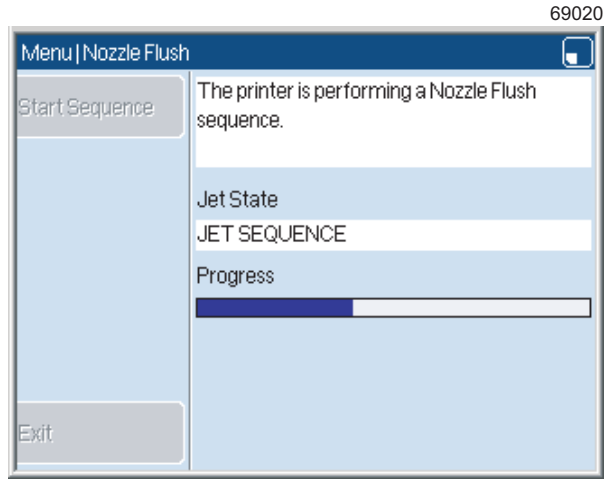 69020
Menu | Nozzle Flush
Start Sequence
The printer is performing a Nozzle Flush
sequence.
Jet State
JET SEQUENCE
Progress
Exit